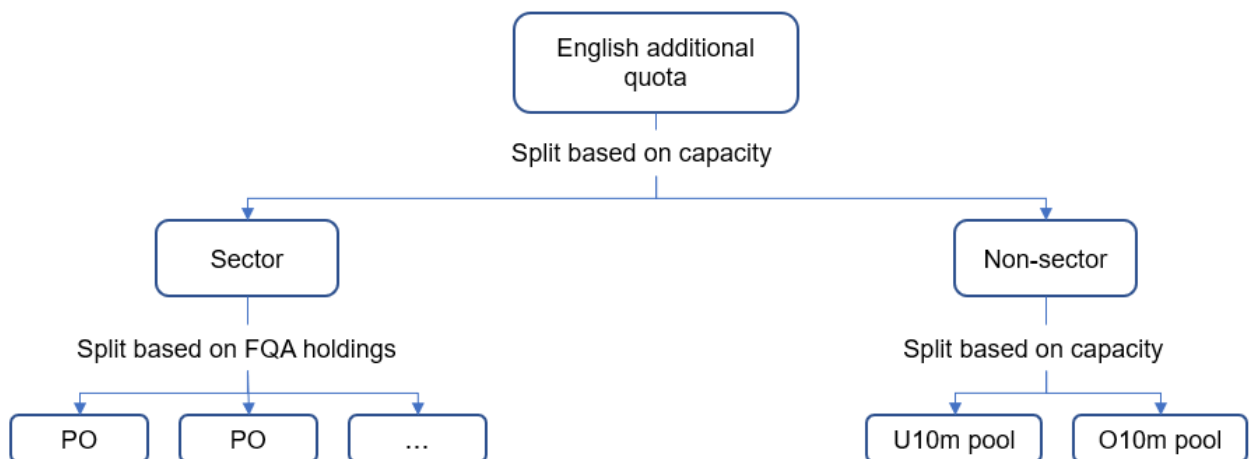 English additional
quota
Split based on capacity
Sector
Non-sector
Split based on FQA holdings
Split based on capacity
PO
PO
...
U10m pool
O10m pool